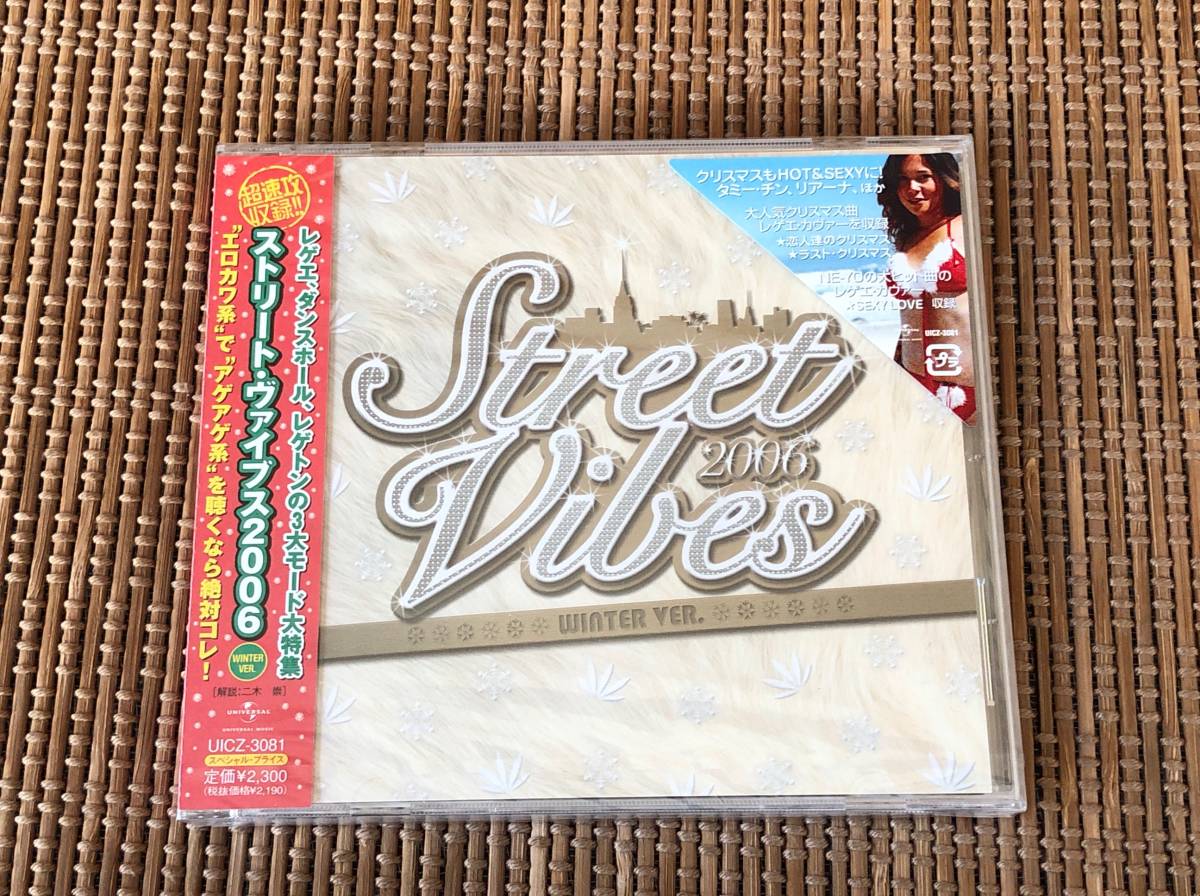 超速攻
収録!!
レゲエ、ダンスホール、レゲトンの3大モード大特集
ストリート・ヴァイブス2006
WINTER
VER.
"エロカワ系"で"アゲアゲ系"を聴くなら絶対コレ!
[解説:二木 崇]
UNIVERSAL
UNIVERSAL MUSIC
UICZ-3081
スペシャル・プライス
定価¥2,300
(税抜価格¥2,190)
Street
Vibes
2006
WINTER VER.
クリスマスもHOT&SEXYに!
タミー・チン、リアーナ、ほか
大人気クリスマス曲
レゲエ・カヴァーを収録
★恋人達のクリスマス
★ラスト・クリスマス
NE-YOの大ヒット曲の
レゲエ・カヴァー
★SEXY LOVE 収録
UICZ-3081
プラ